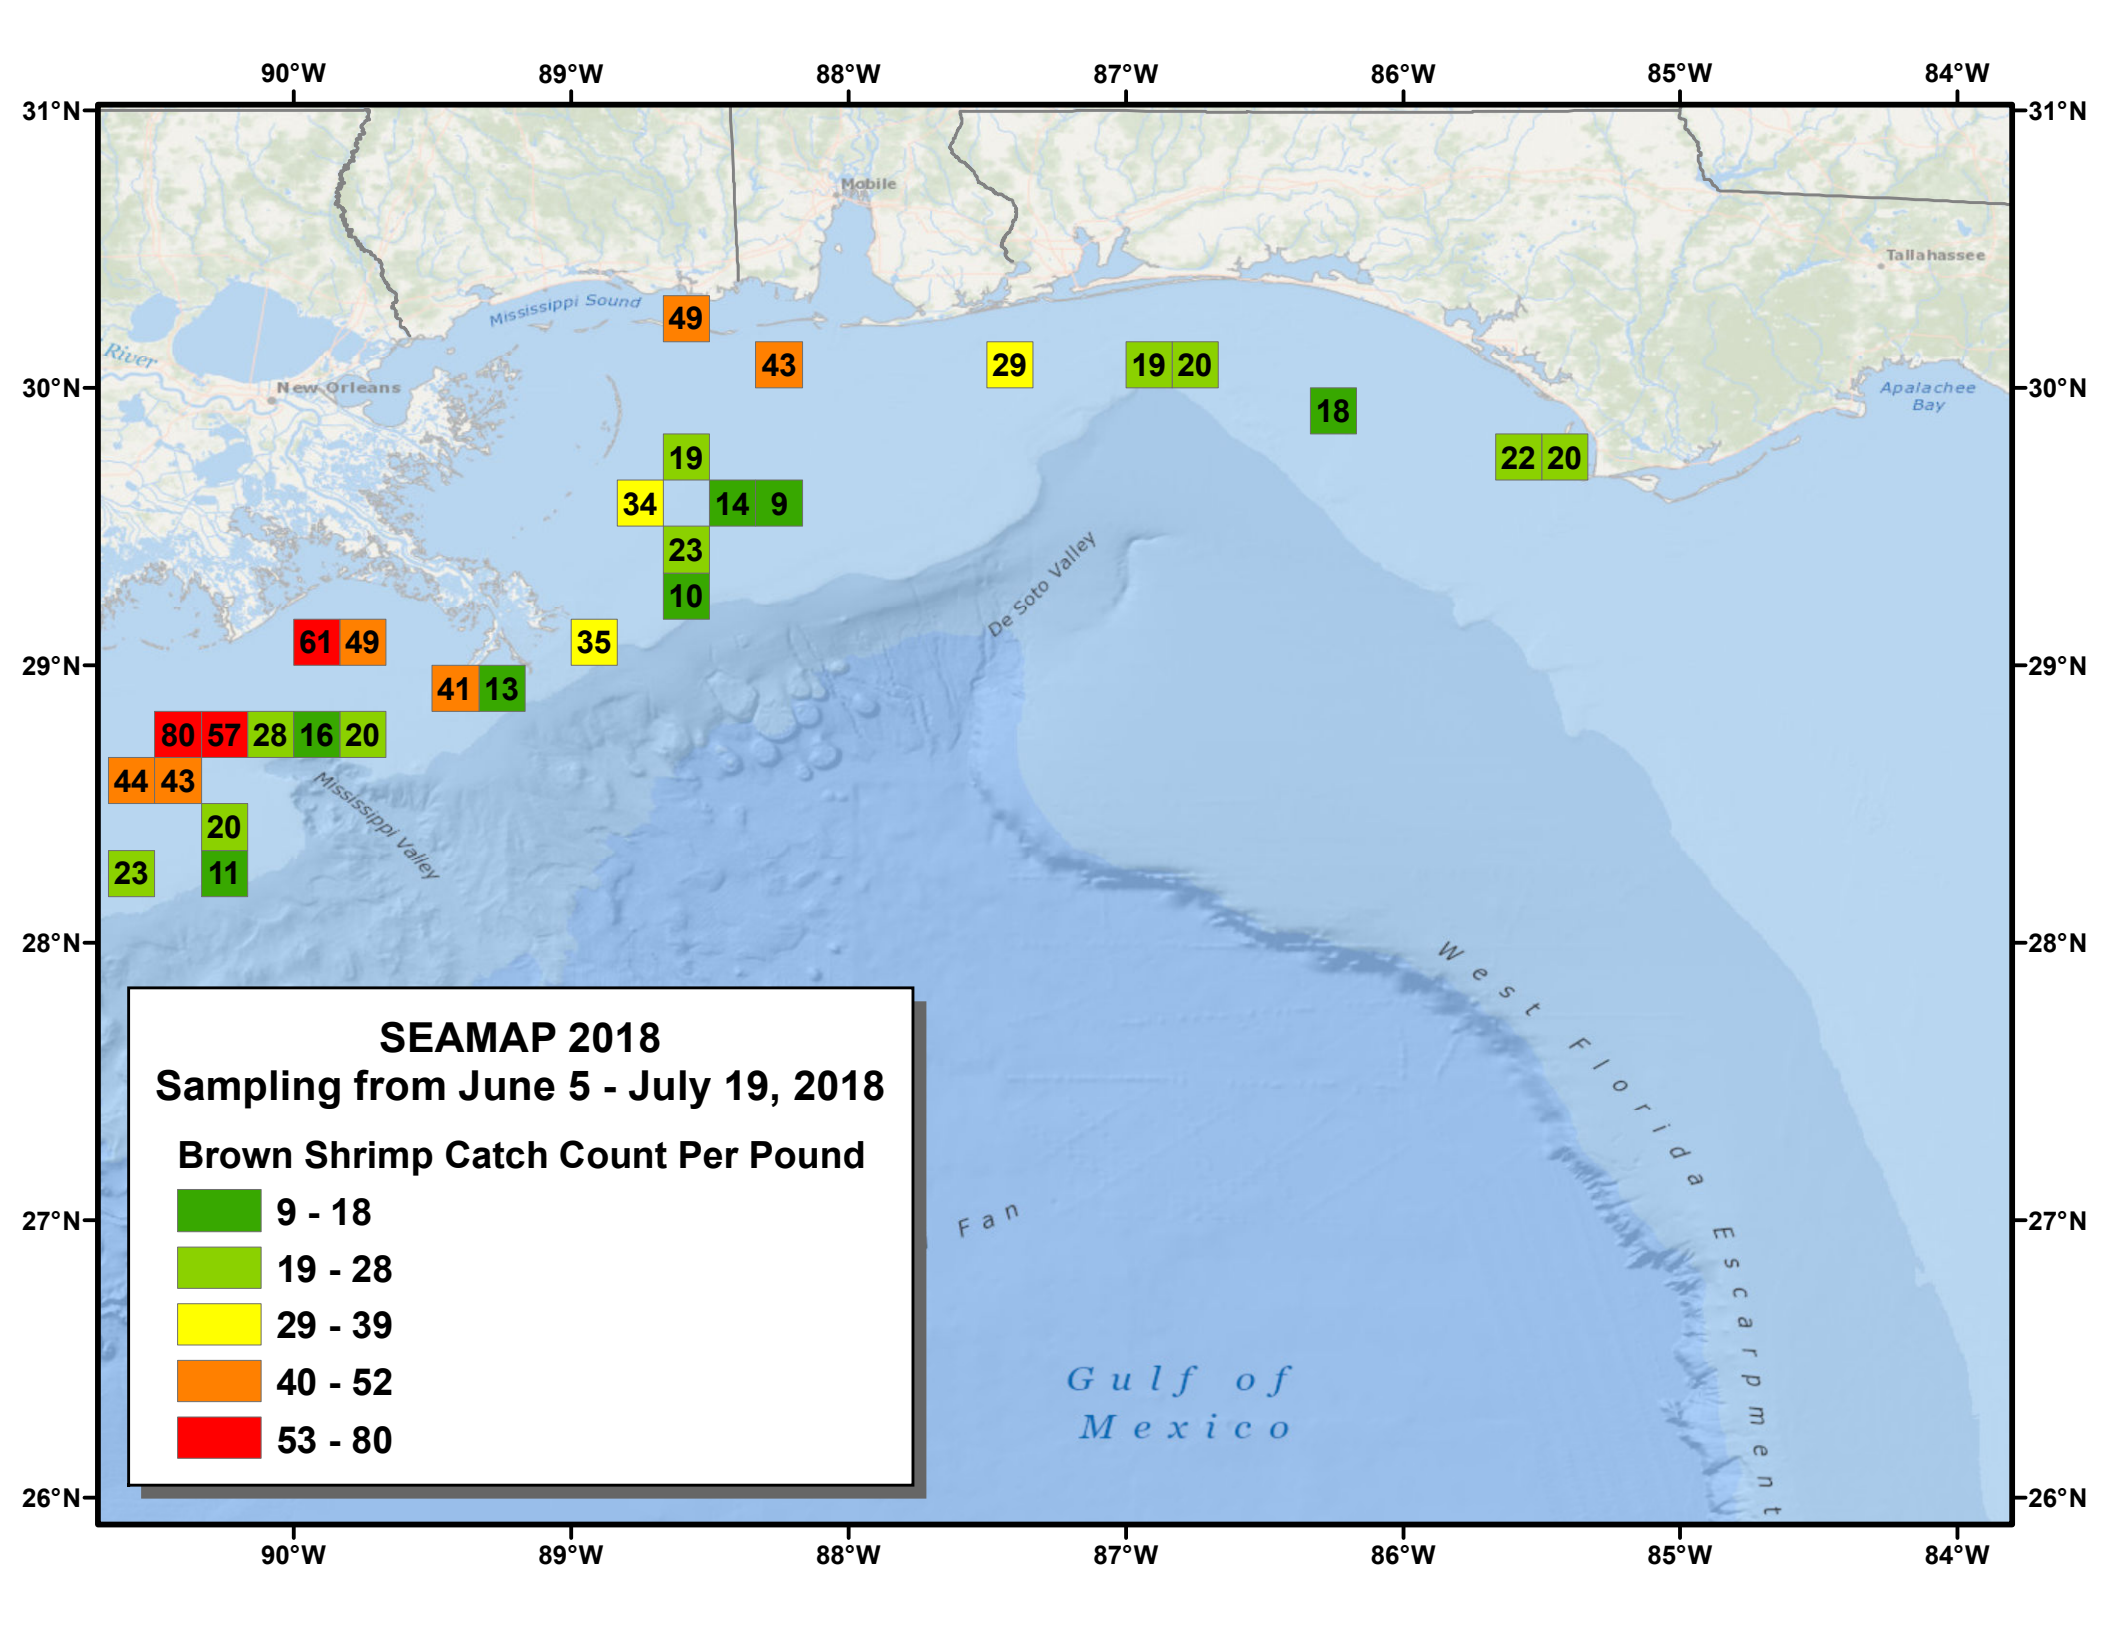 90°W 89°W 88°W 87°W 86°W 85°W 84°W
31°N 31°N
Mobile
Tallahassee
Mississippi Sound
49
River
43 29 19 20
New Orleans
30°N 30°N
Apalachee
Bay
18
19 22 20
34 14 9
23
De Soto Valley
10
61 49 35
29°N 29°N
41 13
80 57 28 16 20
44 43
Mississippi Valley
20
23 11
28°N 28°N
West Florida Escarpment
SEAMAP 2018
Sampling from June 5 - July 19, 2018
Brown Shrimp Catch Count Per Pound
9 - 18
27°N 27°N
Fan
19 - 28
29 - 39
40 - 52
53 - 80
Gulf of
Mexico
26°N 26°N
90°W 89°W 88°W 87°W 86°W 85°W 84°W